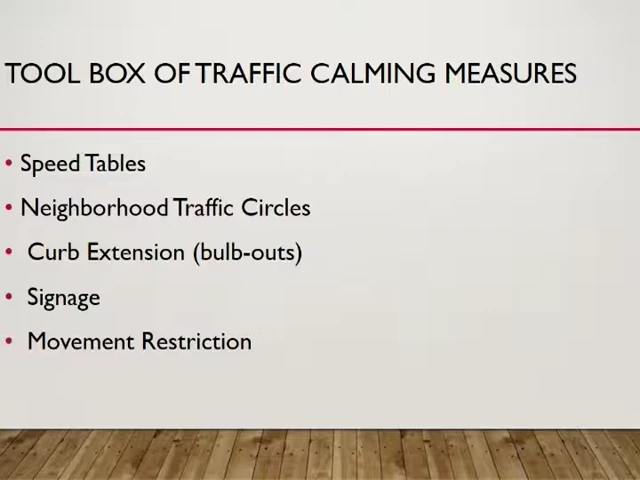 TOOL BOX OF TRAFFIC CALMING MEASURES
• Speed Tables
• Neighborhood Traffic Circles
• Curb Extension (bulb-outs)
• Signage
• Movement Restriction